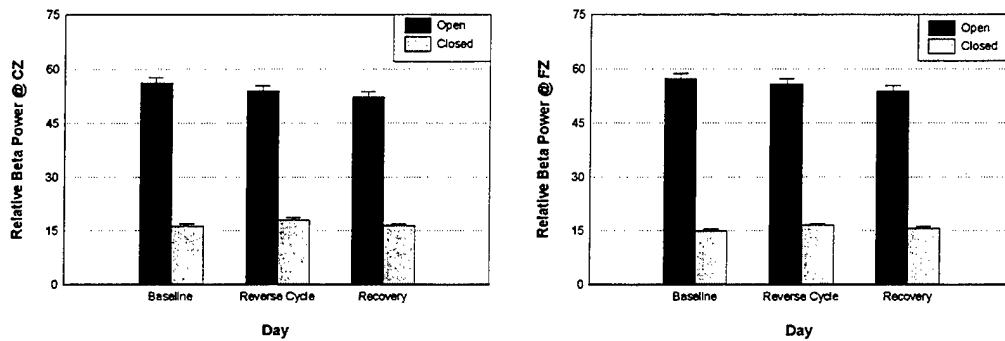 Relative Beta Power @ CZ
75
60
45
30
15
0
Open
Closed
Baseline
Reverse Cycle
Recovery
Day
Relative Beta Power @ FZ
75
60
45
30
15
0
Open
Closed
Baseline
Reverse Cycle
Recovery
Day